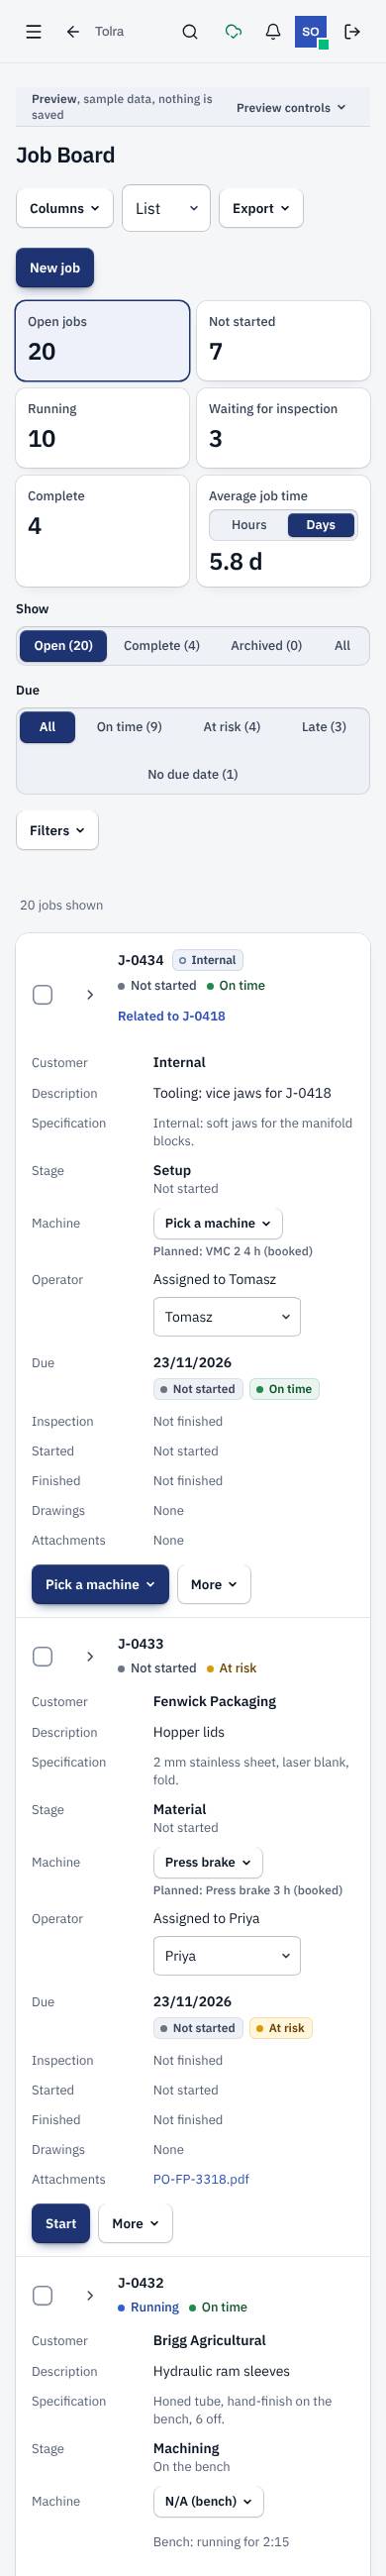 Tolra
SO
Preview, sample data, nothing is
saved
Preview controls
Job Board
Columns
List
Export
New job
Open jobs
20
Not started
7
Running
10
Waiting for inspection
3
Complete
4
Average job time
Hours
Days
5.8 d
Show
Open (20)
Complete (4)
Archived (0)
All
Due
All
On time (9)
At risk (4)
Late (3)
No due date (1)
Filters
20 jobs shown
J-0434 Internal
Not started On time
Related to J-0418
Customer Internal
Description Tooling: vice jaws for J-0418
Specification Internal: soft jaws for the manifold
blocks.
Stage Setup
Not started
Machine Pick a machine
Planned: VMC 2 4 h (booked)
Operator Assigned to Tomasz
Tomasz
Due 23/11/2026
Not started On time
Inspection Not finished
Started Not started
Finished Not finished
Drawings None
Attachments None
Pick a machine More
J-0433
Not started At risk
Customer Fenwick Packaging
Description Hopper lids
Specification 2 mm stainless sheet, laser blank,
fold.
Stage Material
Not started
Machine Press brake
Planned: Press brake 3 h (booked)
Operator Assigned to Priya
Priya
Due 23/11/2026
Not started At risk
Inspection Not finished
Started Not started
Finished Not finished
Drawings None
Attachments PO-FP-3318.pdf
Start More
J-0432
Running On time
Customer Brigg Agricultural
Description Hydraulic ram sleeves
Specification Honed tube, hand-finish on the
bench, 6 off.
Stage Machining
On the bench
Machine N/A (bench)
Bench: running for 2:15